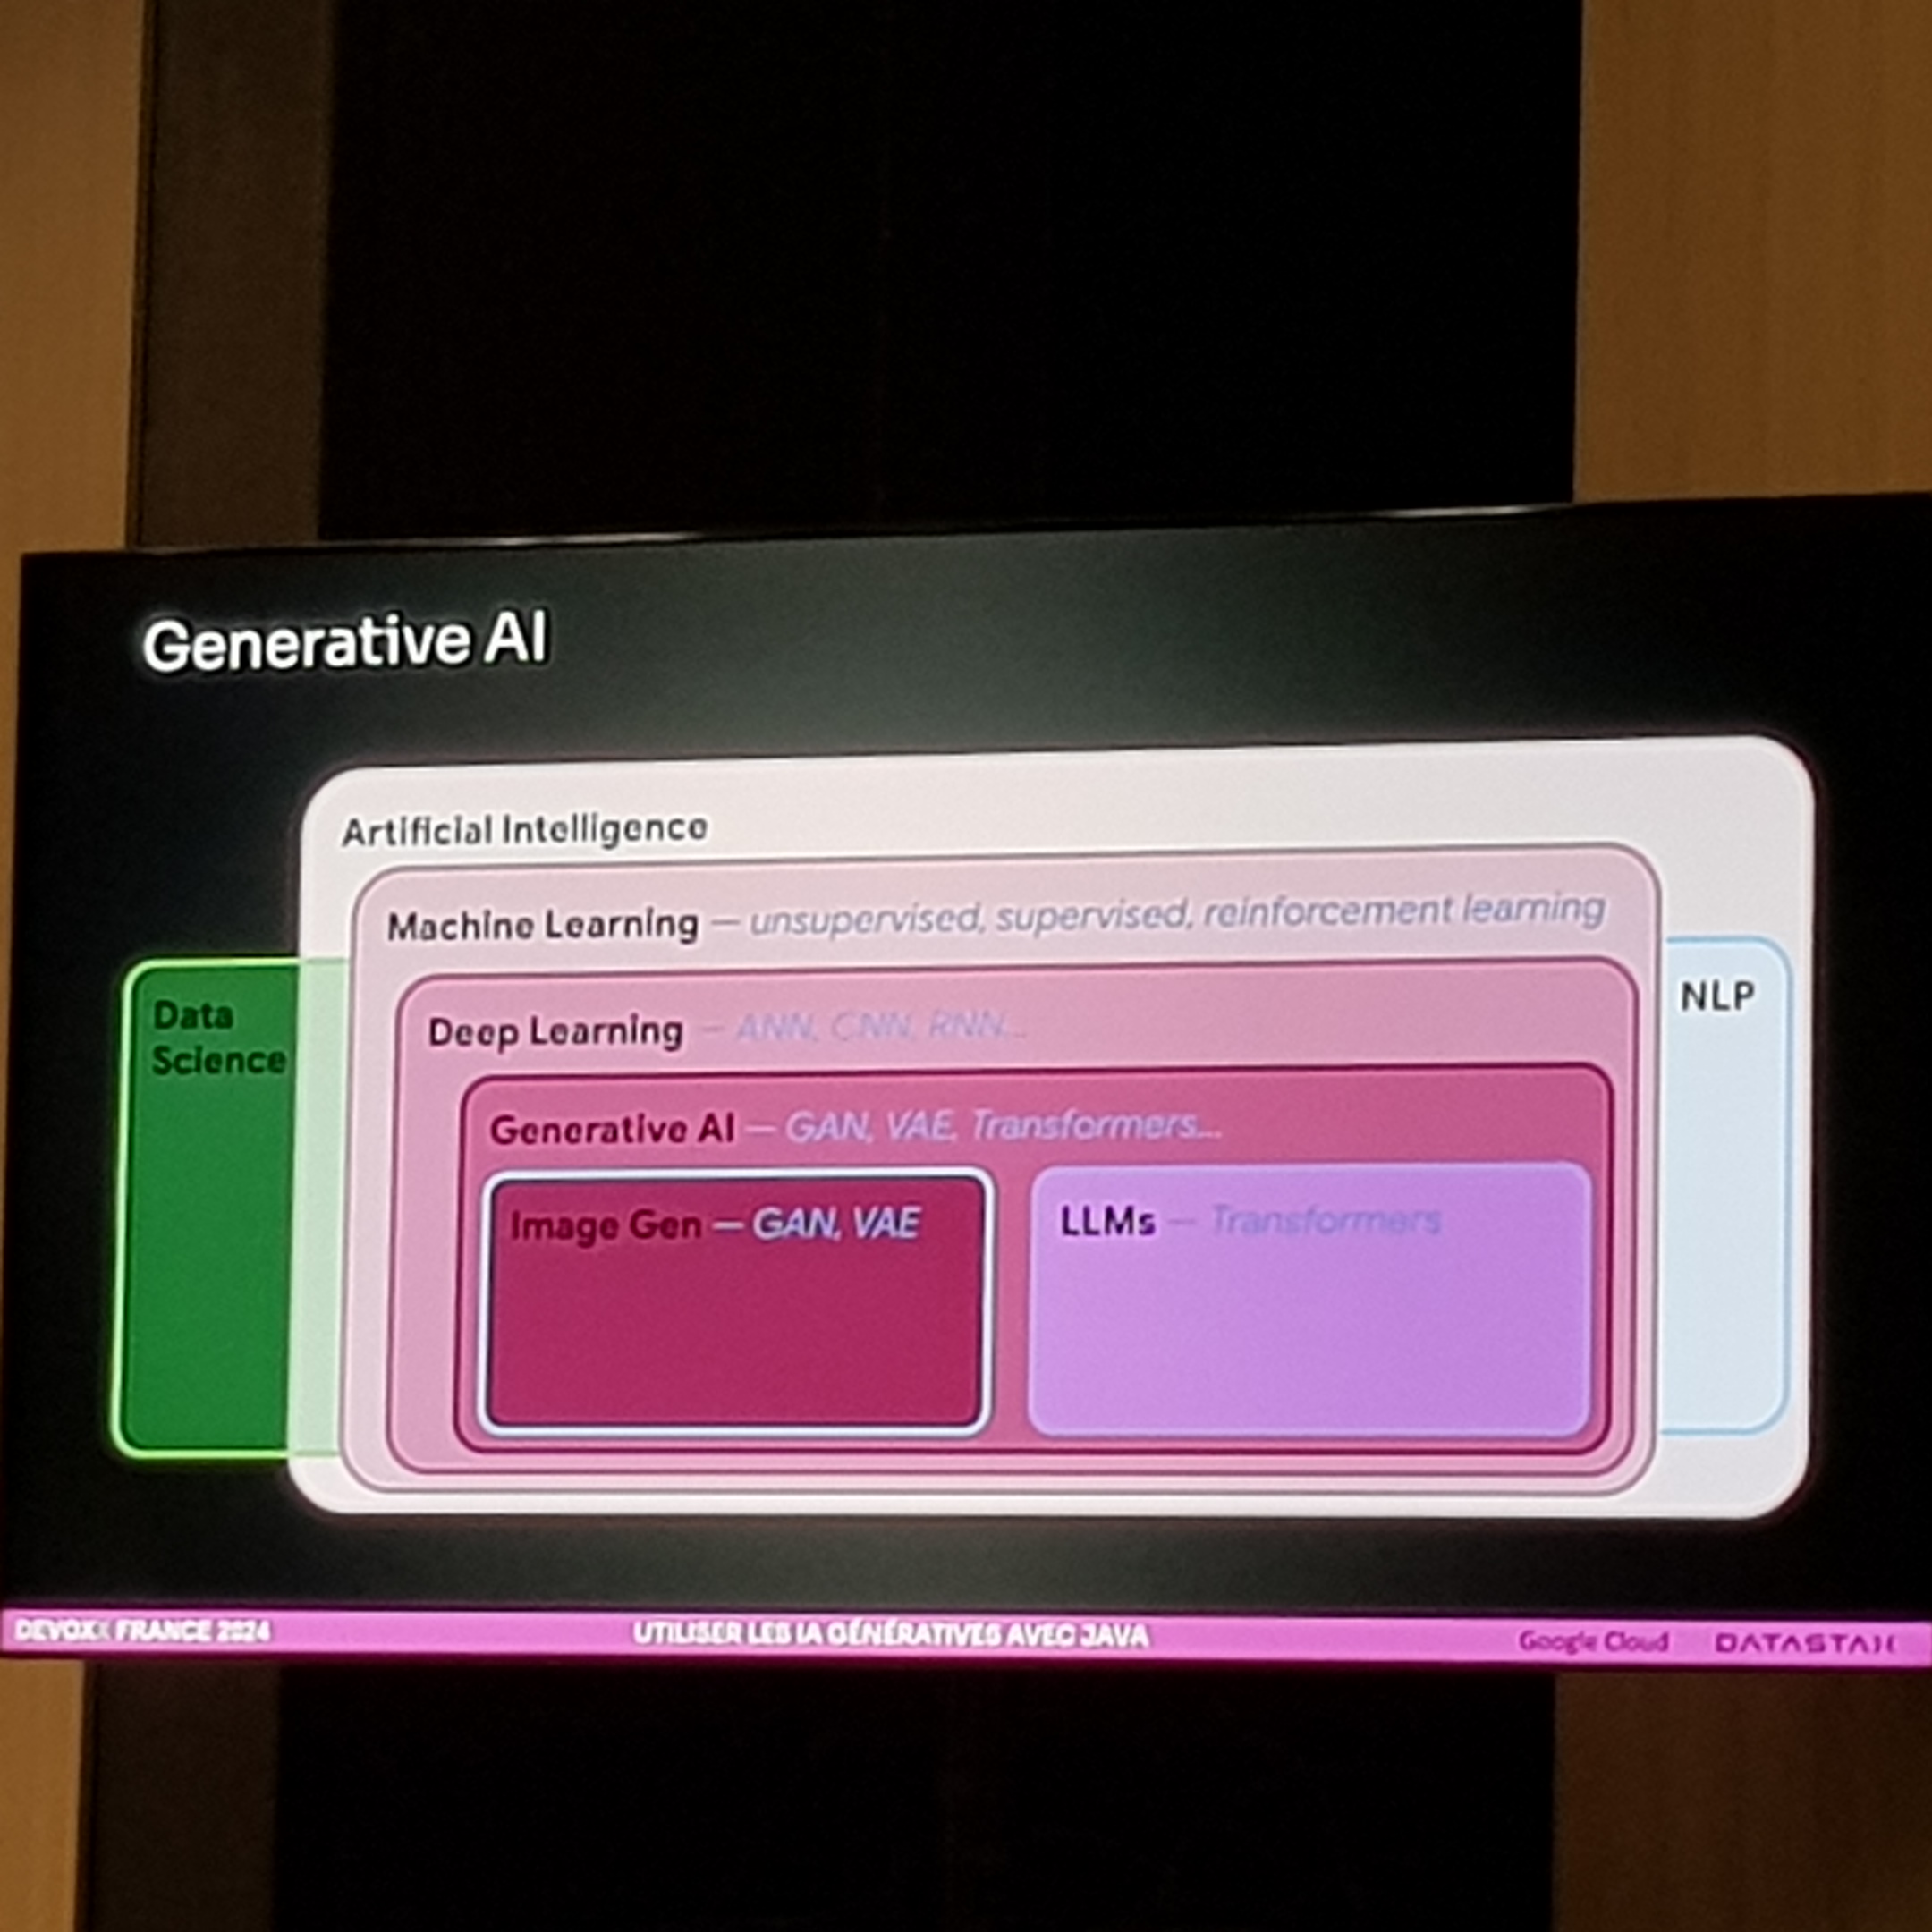 Generative AI
Artificial Intelligence
Machine Learning — unsupervised, supervised, reinforcement learning
Data
Science
NLP
Deep Learning — ANN, CNN, RNN...
Generative AI — GAN, VAE, Transformers...
Image Gen — GAN, VAE
LLMs — Transformers
DEVOXX FRANCE 2024
UTILISER LES IA GÉNÉRATIVES AVEC JAVA
Google Cloud
DATASTAX